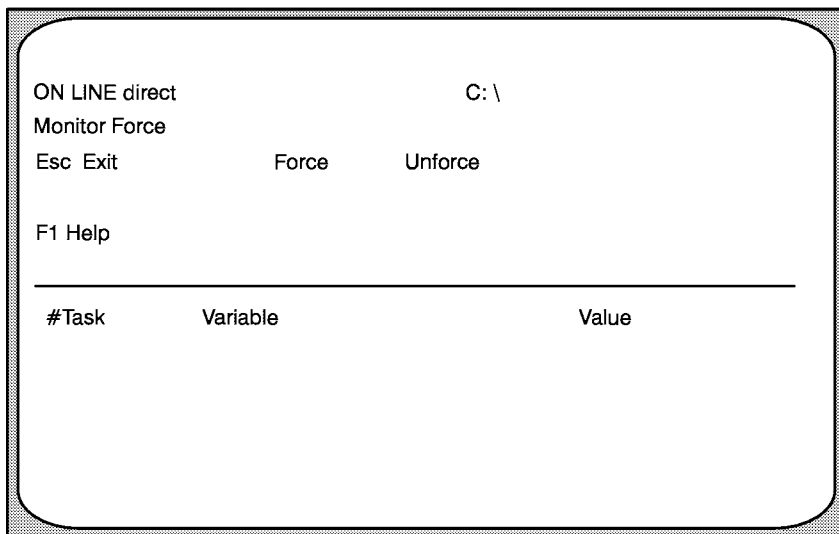 ON LINE direct C: \
Monitor Force
Esc Exit Force Unforce
F1 Help
#Task Variable Value